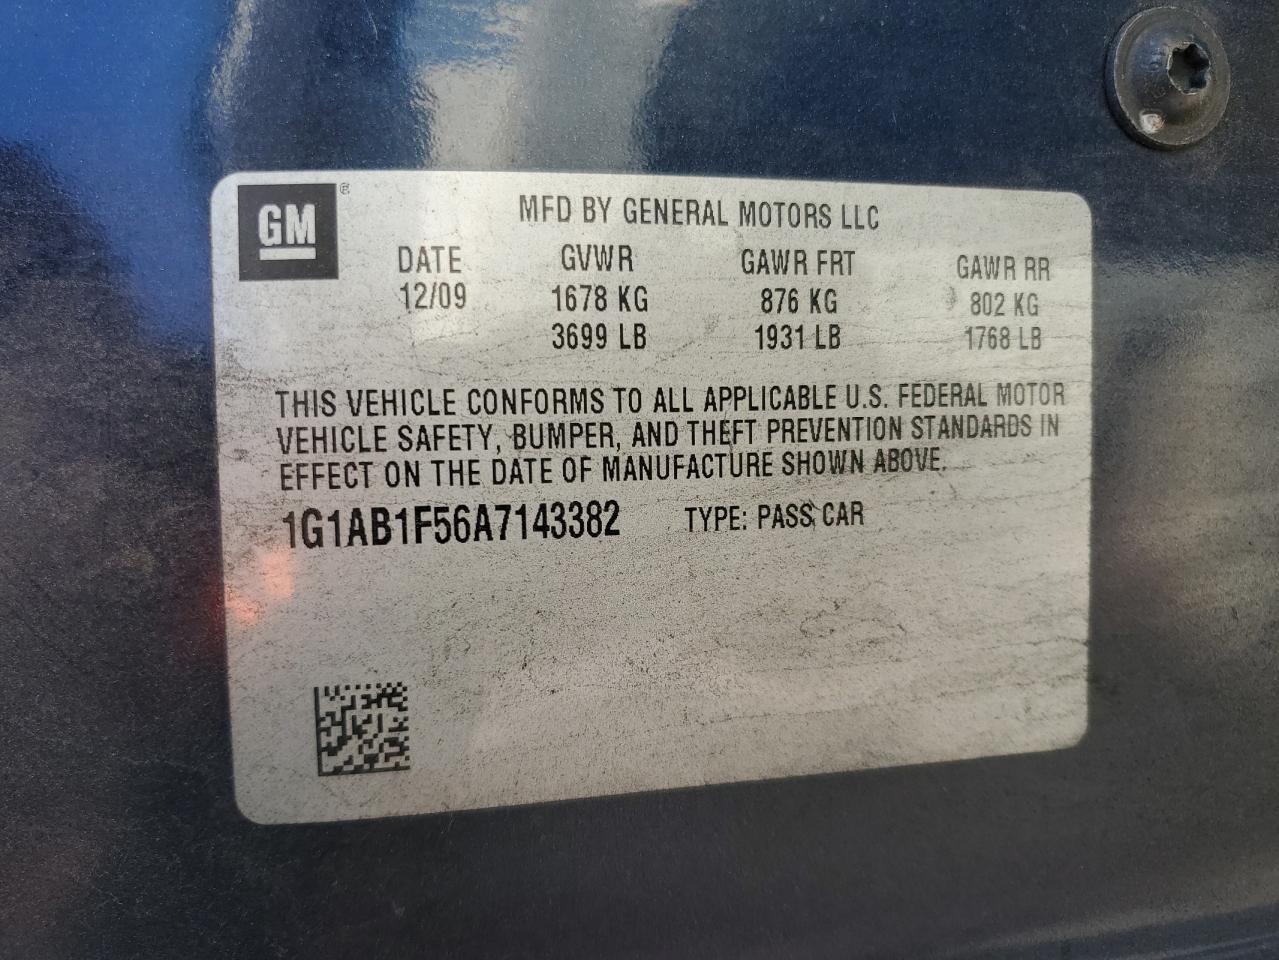 GM ®
MFD BY GENERAL MOTORS LLC
DATE GVWR GAWR FRT GAWR RR
12/09 1678 KG 876 KG 802 KG
3699 LB 1931 LB 1768 LB
THIS VEHICLE CONFORMS TO ALL APPLICABLE U.S. FEDERAL MOTOR
VEHICLE SAFETY, BUMPER, AND THEFT PREVENTION STANDARDS IN
EFFECT ON THE DATE OF MANUFACTURE SHOWN ABOVE.
1G1AB1F56A7143382 TYPE: PASS CAR